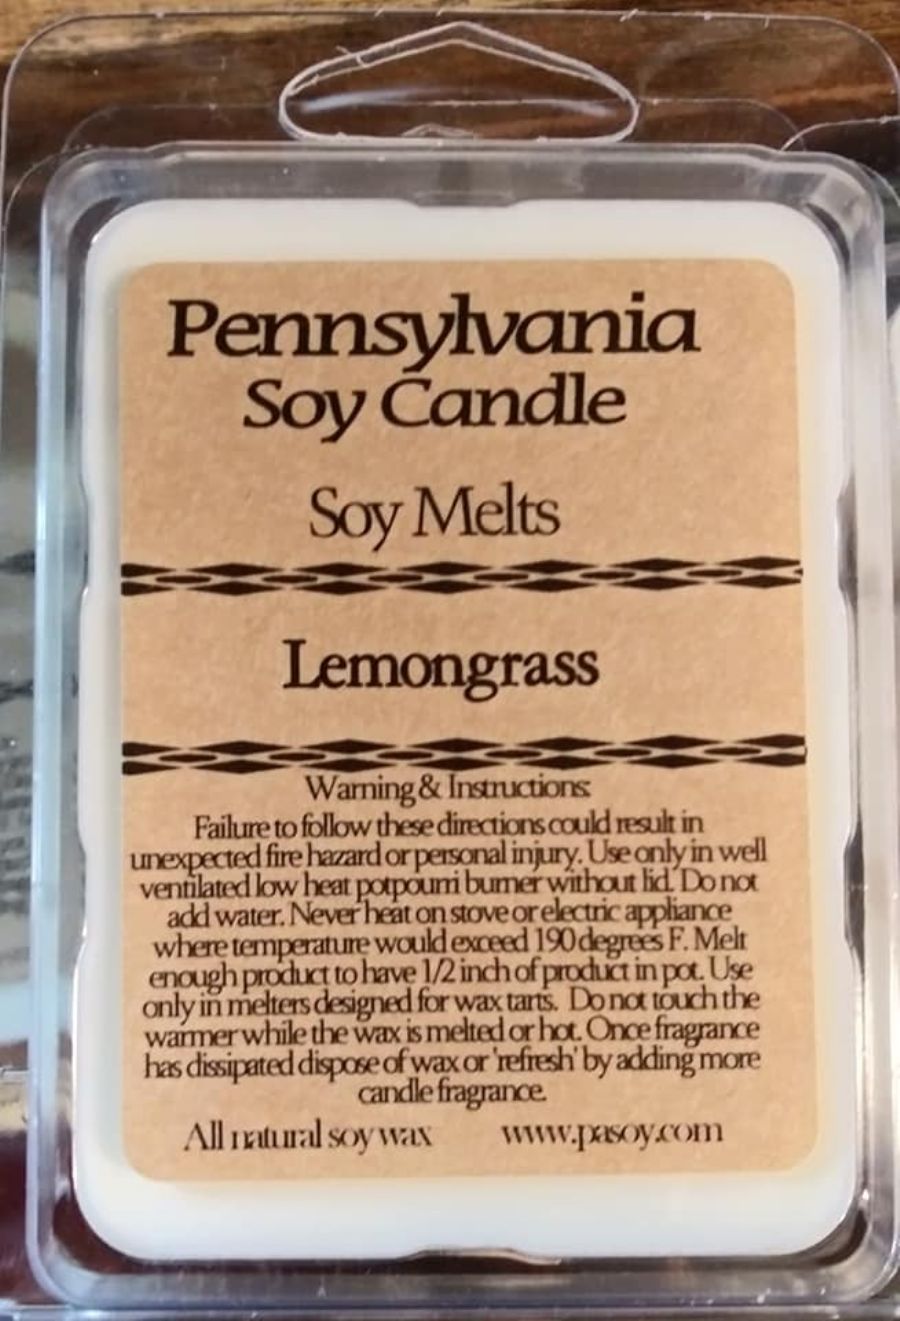 Pennsylvania
Soy Candle
Soy Melts
Lemongrass
Warning & Instructions:
Failure to follow these directions could result in
unexpected fire hazard or personal injury. Use only in well
ventilated low heat potpourri burner without lid. Do not
add water. Never heat on stove or electric appliance
where temperature would exceed 190 degrees F. Melt
enough product to have 1/2 inch of product in pot. Use
only in melters designed for wax tarts. Do not touch the
warmer while the wax is melted or hot. Once fragrance
has dissipated dispose of wax or 'refresh' by adding more
candle fragrance.
All natural soy wax www.pasoy.com